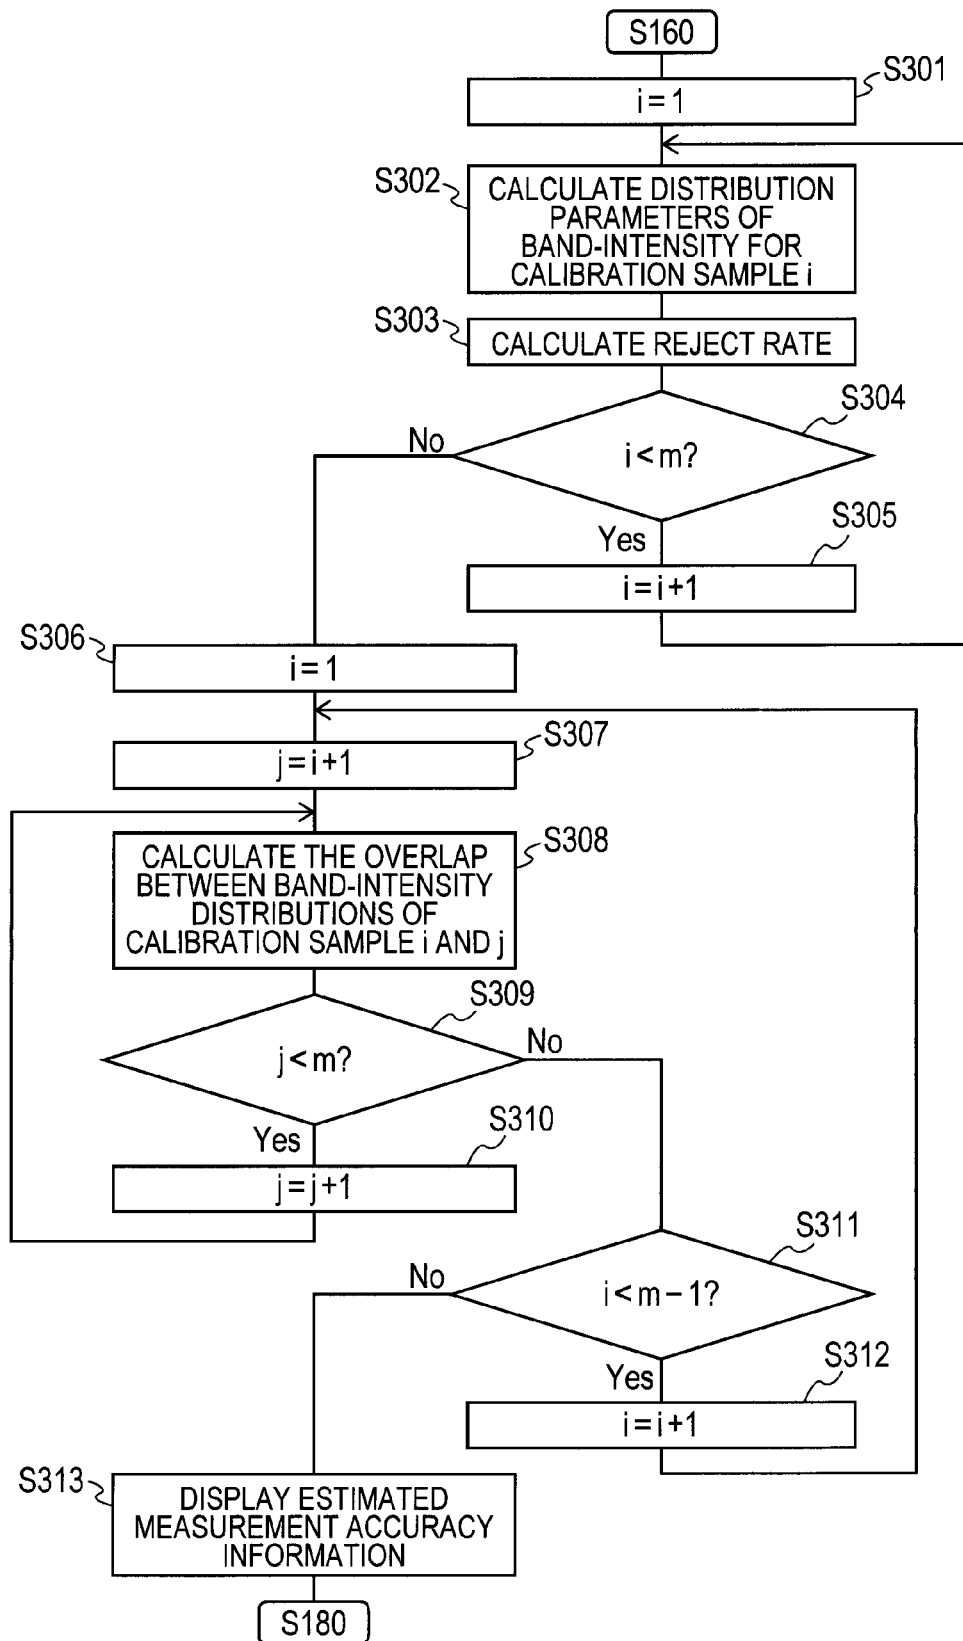 S160
S301
i=1
S302
CALCULATE DISTRIBUTION
PARAMETERS OF
BAND-INTENSITY FOR
CALIBRATION SAMPLE i
S303
CALCULATE REJECT RATE
S304
i<m?
No
Yes
S305
i=i+1
S306
i=1
S307
j=i+1
S308
CALCULATE THE OVERLAP
BETWEEN BAND-INTENSITY
DISTRIBUTIONS OF
CALIBRATION SAMPLE i AND j
S309
j<m?
No
Yes
S310
j=j+1
S311
i<m-1?
No
Yes
S312
i=i+1
S313
DISPLAY ESTIMATED
MEASUREMENT ACCURACY
INFORMATION
S180